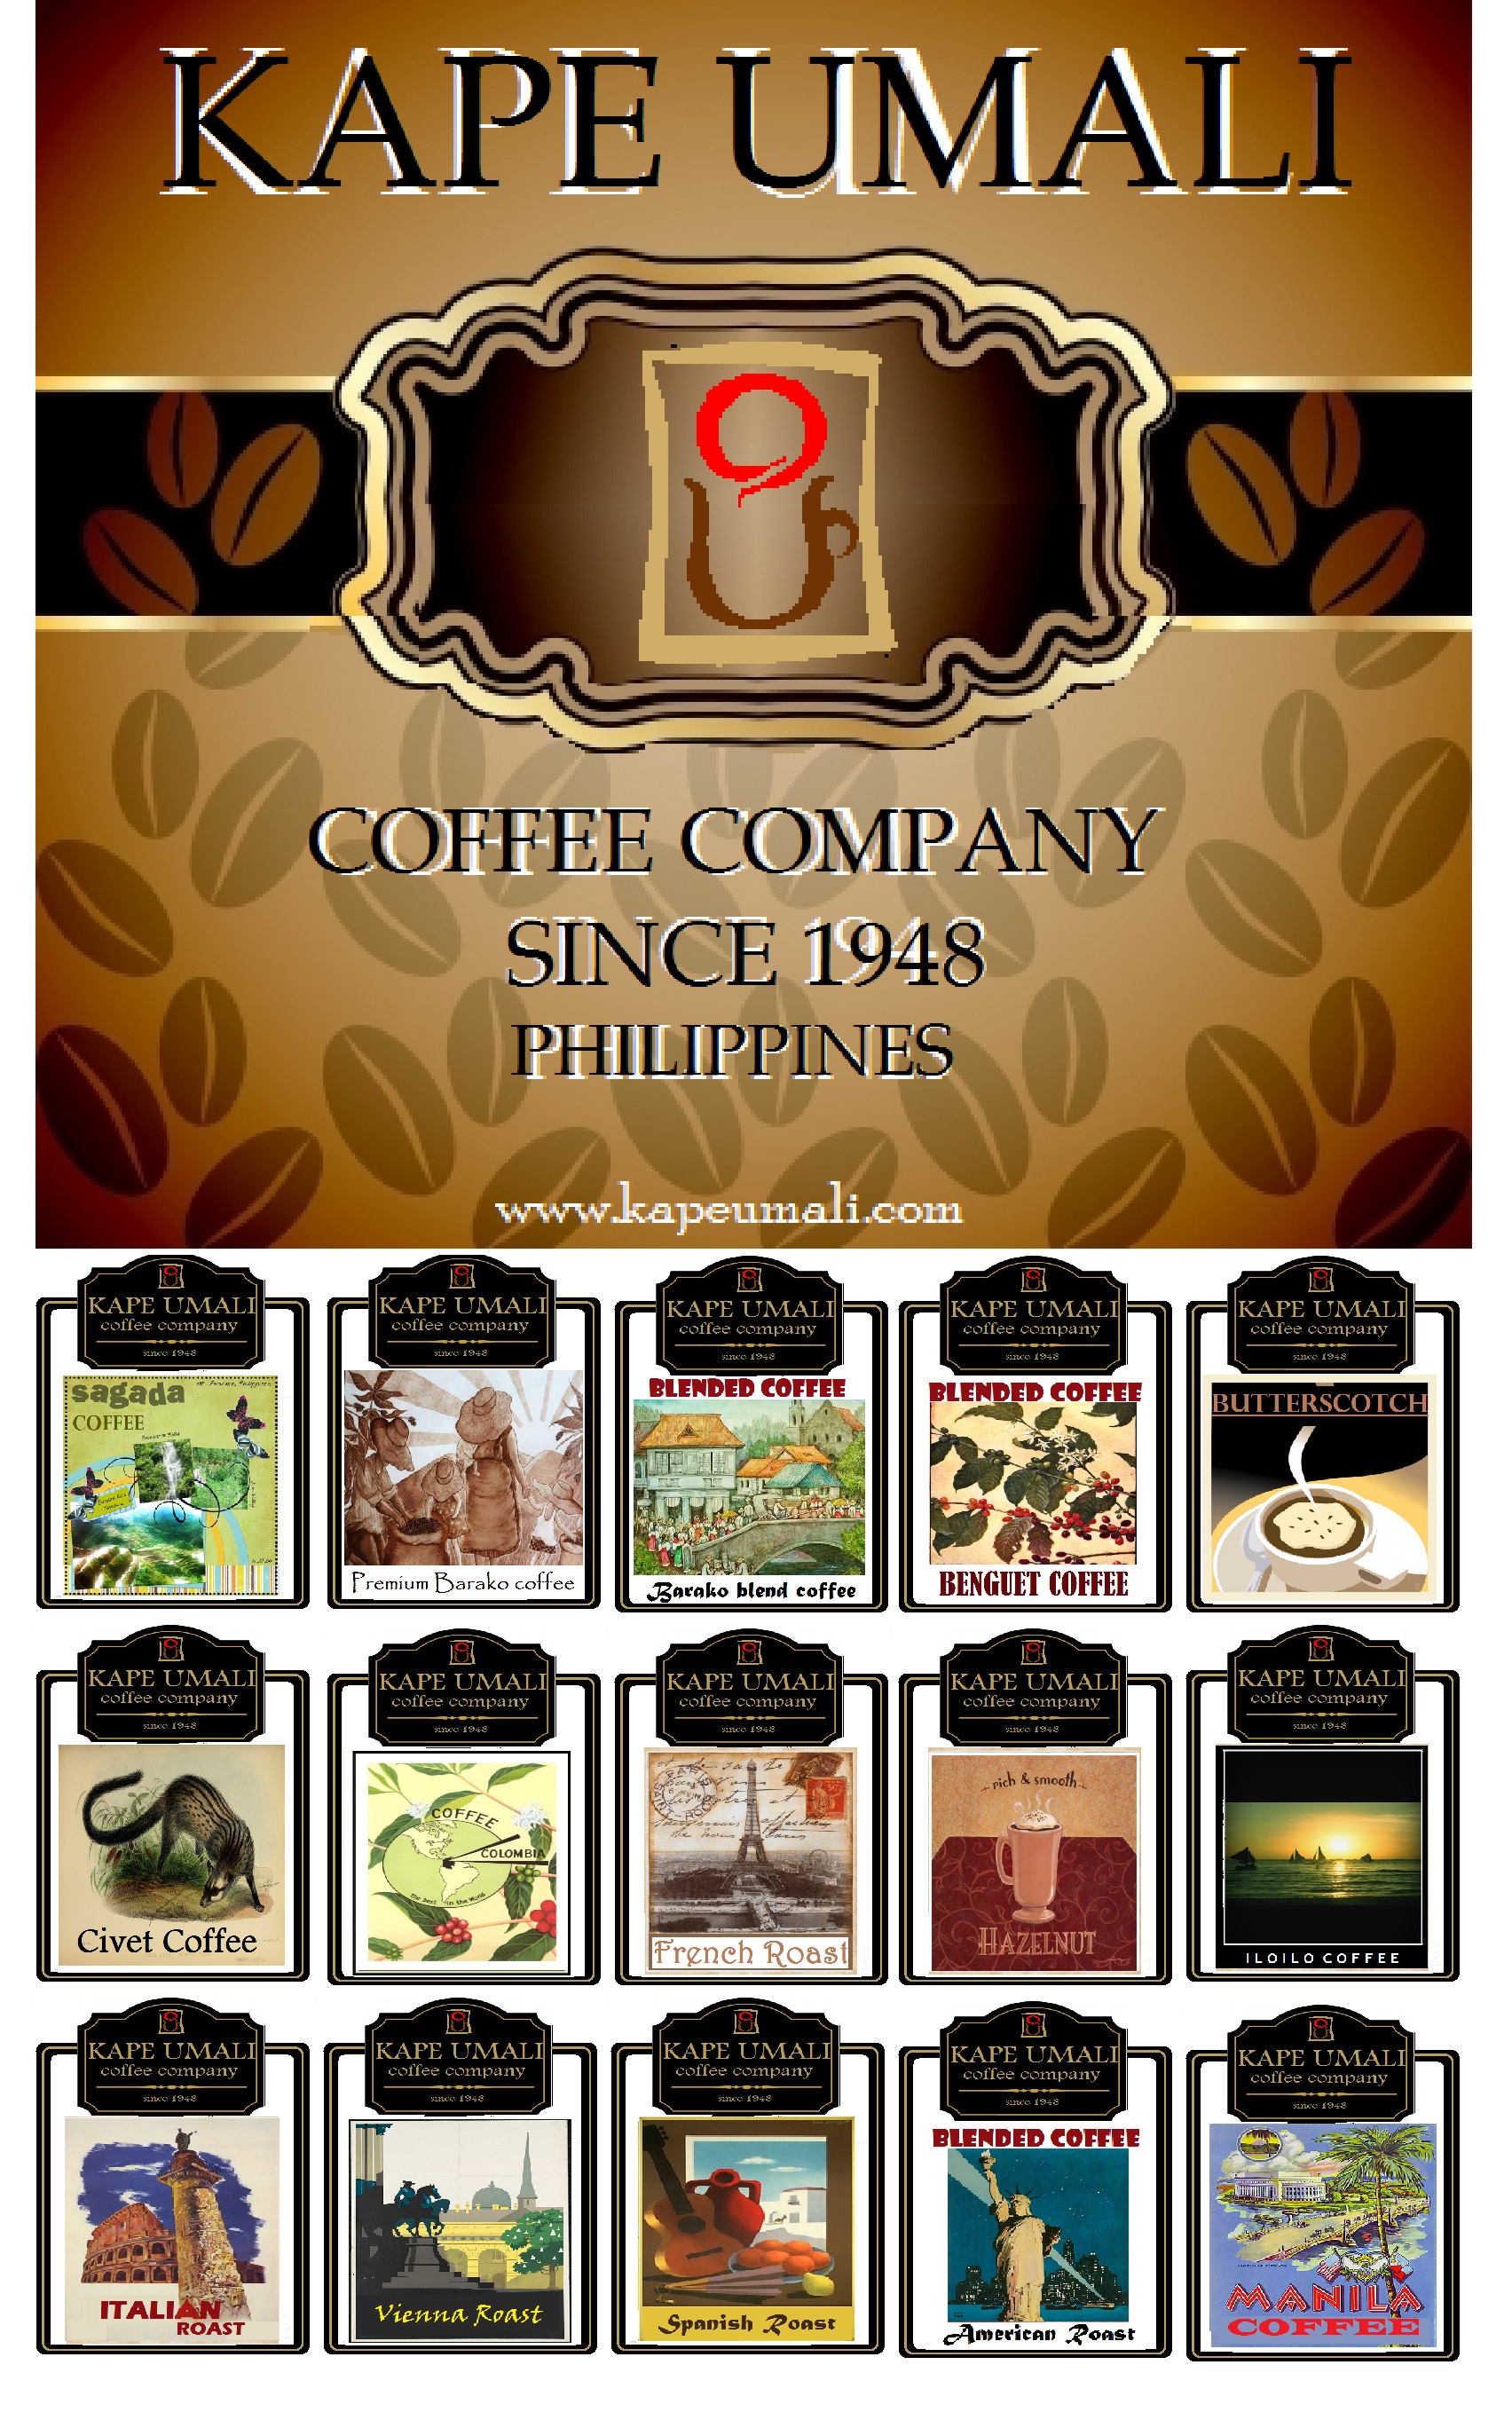 KAPE UMALI
COFFEE COMPANY
SINCE 1948
PHILIPPINES
www.kapeumali.com
KAPE UMALI
coffee company
since 1948
sagada
COFFEE
KAPE UMALI
coffee company
since 1948
Premium Barako coffee
KAPE UMALI
coffee company
since 1948
BLENDED COFFEE
Barako blend coffee
KAPE UMALI
coffee company
since 1948
BLENDED COFFEE
BENGUET COFFEE
KAPE UMALI
coffee company
since 1948
BUTTERSCOTCH
KAPE UMALI
coffee company
since 1948
Civet Coffee
KAPE UMALI
coffee company
since 1948
COFFEE
COLOMBIA
the best in the World
KAPE UMALI
coffee company
since 1948
French Roast
KAPE UMALI
coffee company
since 1948
rich & smooth
HAZELNUT
KAPE UMALI
coffee company
since 1948
ILOILO COFFEE
KAPE UMALI
coffee company
since 1948
ITALIAN
ROAST
KAPE UMALI
coffee company
since 1948
Vienna Roast
KAPE UMALI
coffee company
since 1948
Spanish Roast
KAPE UMALI
coffee company
since 1948
BLENDED COFFEE
American Roast
KAPE UMALI
coffee company
since 1948
MANILA
COFFEE